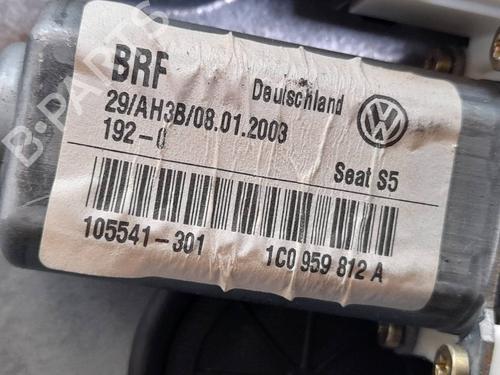 BRF
Deutschland
29/AH3B/08.01.2003
192-0
Seat S5
105541-301
1C0 959 812 A
B-PARTS